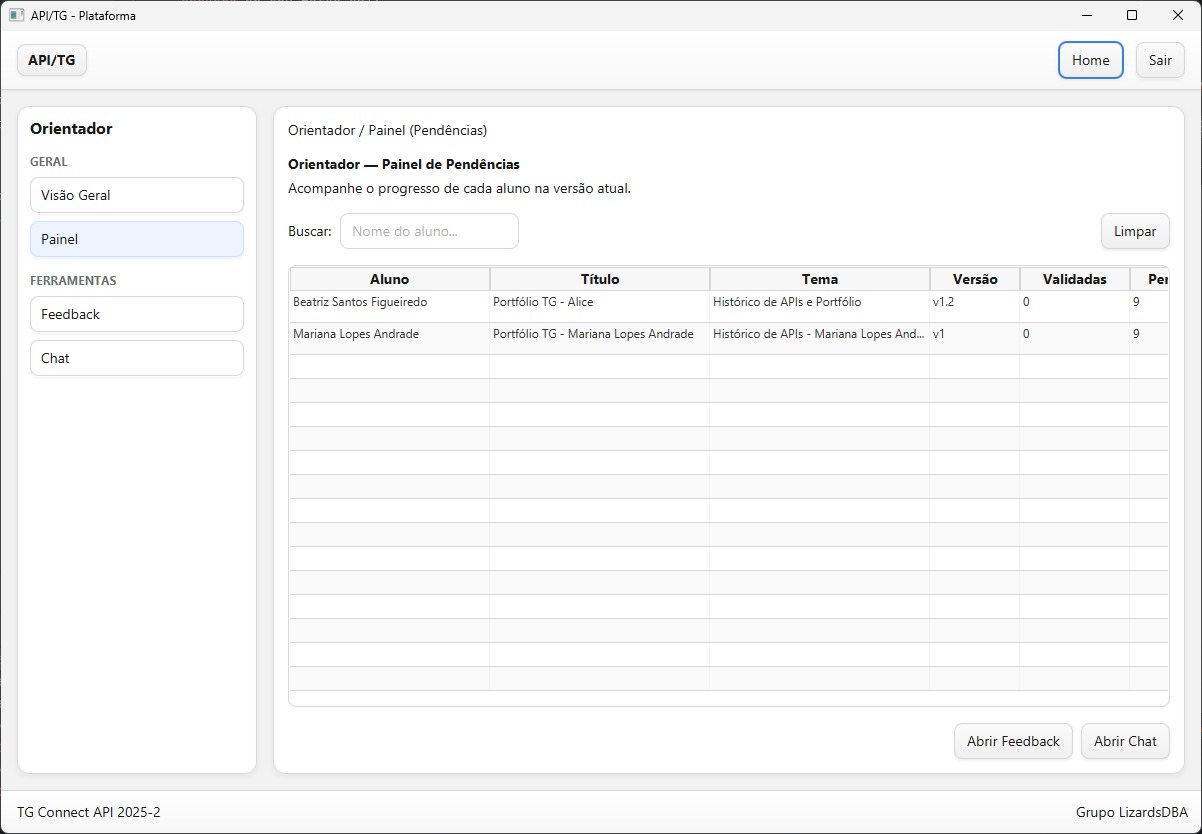 API/TG - Plataforma
API/TG
Home Sair
Orientador
GERAL
Visão Geral
Painel
FERRAMENTAS
Feedback
Chat
Orientador / Painel (Pendências)
Orientador — Painel de Pendências
Acompanhe o progresso de cada aluno na versão atual.
Buscar: Nome do aluno... Limpar
Aluno Título Tema Versão Validadas Per
Beatriz Santos Figueiredo Portfólio TG - Alice Histórico de APIs e Portfólio v1.2 0 9
Mariana Lopes Andrade Portfólio TG - Mariana Lopes Andrade Histórico de APIs - Mariana Lopes And... v1 0 9
Abrir Feedback Abrir Chat
TG Connect API 2025-2 Grupo LizardsDBA